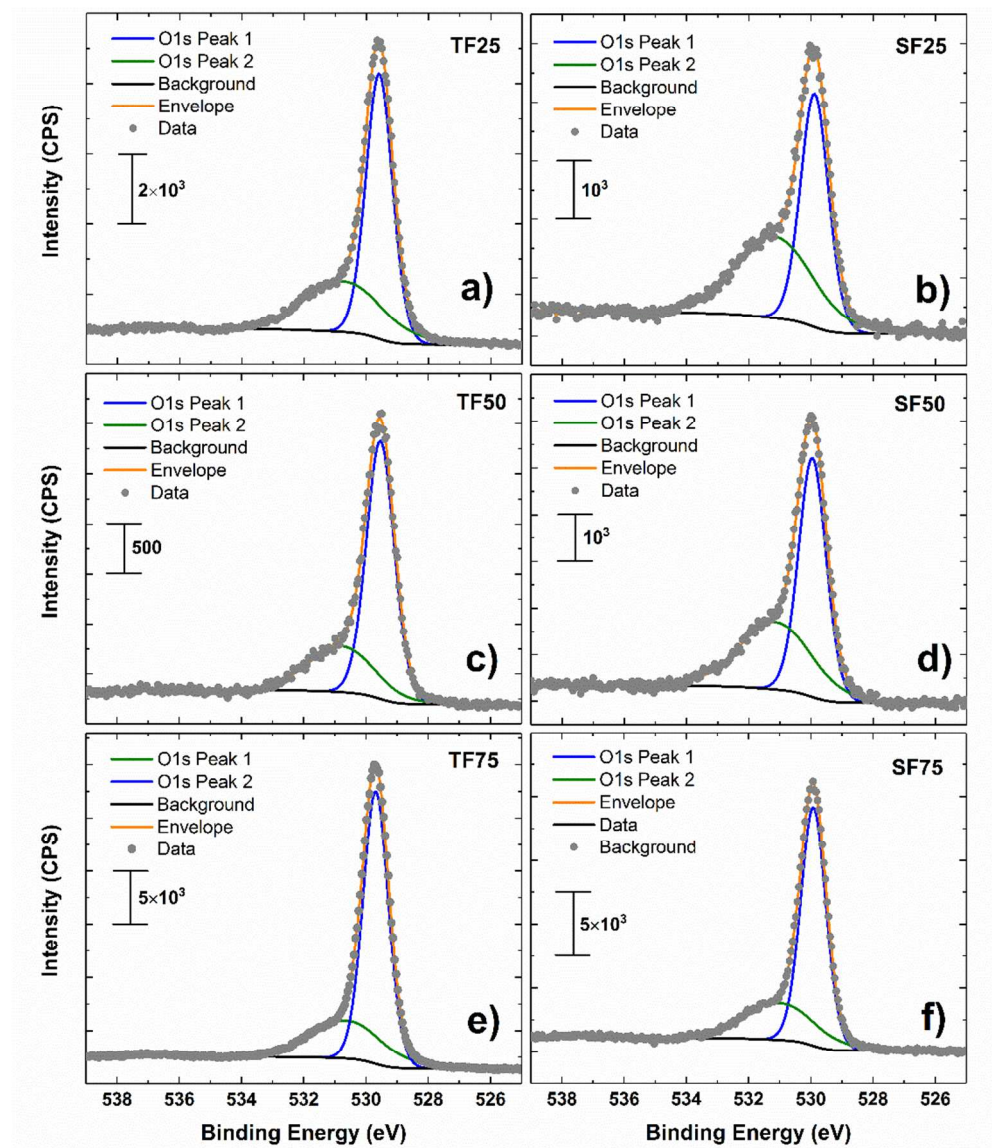 O1s Peak 1
O1s Peak 2
Background
Envelope
Data
2×10³
TF25
a)
Intensity (CPS)
O1s Peak 1
O1s Peak 2
Background
Envelope
Data
10³
SF25
b)
O1s Peak 1
O1s Peak 2
Background
Envelope
Data
500
TF50
c)
Intensity (CPS)
O1s Peak 1
O1s Peak 2
Background
Envelope
Data
10³
SF50
d)
O1s Peak 1
O1s Peak 2
Background
Envelope
Data
5×10³
TF75
e)
Intensity (CPS)
O1s Peak 1
O1s Peak 2
Envelope
Data
Background
5×10³
SF75
f)
538 536 534 532 530 528 526
Binding Energy (eV)
538 536 534 532 530 528 526
Binding Energy (eV)